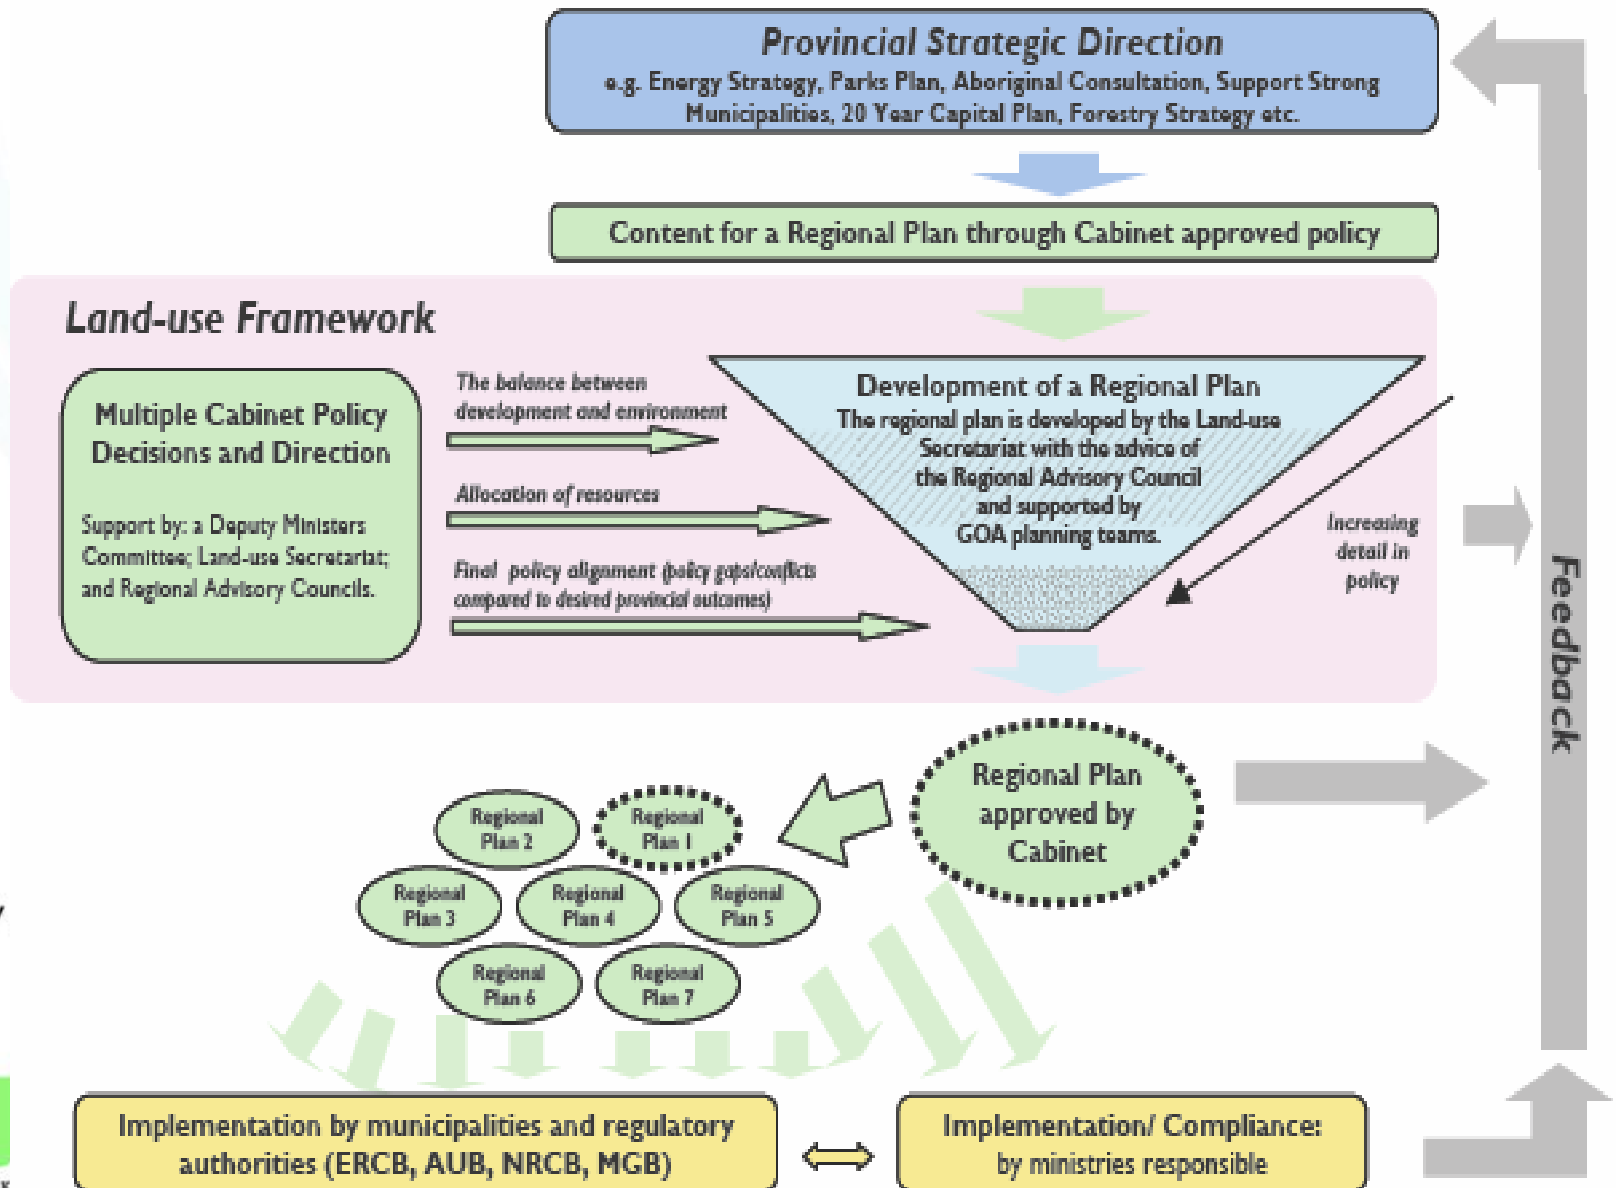 Provincial Strategic Direction
e.g. Energy Strategy, Parks Plan, Aboriginal Consultation, Support Strong
Municipalities, 20 Year Capital Plan, Forestry Strategy etc.
Content for a Regional Plan through Cabinet approved policy
Land-use Framework
Multiple Cabinet Policy
Decisions and Direction
Support by: a Deputy Ministers
Committee; Land-use Secretariat;
and Regional Advisory Councils.
The balance between
development and environment
Allocation of resources
Final policy alignment (policy gaps/conflicts
compared to desired provincial outcomes)
Development of a Regional Plan
The regional plan is developed by the Land-use
Secretariat with the advice of
the Regional Advisory Council
and supported by
GOA planning teams.
Increasing
detail in
policy
Feedback
Regional Plan
approved by
Cabinet
Regional
Plan 2
Regional
Plan 1
Regional
Plan 3
Regional
Plan 4
Regional
Plan 5
Regional
Plan 6
Regional
Plan 7
Implementation by municipalities and regulatory
authorities (ERCB, AUB, NRCB, MGB)
Implementation/ Compliance:
by ministries responsible